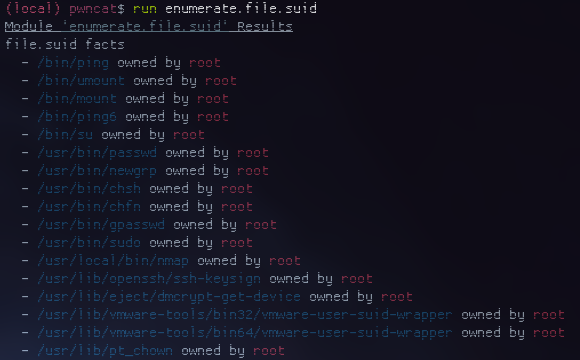 (local) pwncat$ run enumerate.file.suid
Module 'enumerate.file.suid' Results
file.suid facts
- /bin/ping owned by root
- /bin/umount owned by root
- /bin/mount owned by root
- /bin/ping6 owned by root
- /bin/su owned by root
- /usr/bin/passwd owned by root
- /usr/bin/newgrp owned by root
- /usr/bin/chsh owned by root
- /usr/bin/chfn owned by root
- /usr/bin/gpasswd owned by root
- /usr/bin/sudo owned by root
- /usr/local/bin/nmap owned by root
- /usr/lib/openssh/ssh-keysign owned by root
- /usr/lib/eject/dmcrypt-get-device owned by root
- /usr/lib/vmware-tools/bin32/vmware-user-suid-wrapper owned by root
- /usr/lib/vmware-tools/bin64/vmware-user-suid-wrapper owned by root
- /usr/lib/pt_chown owned by root